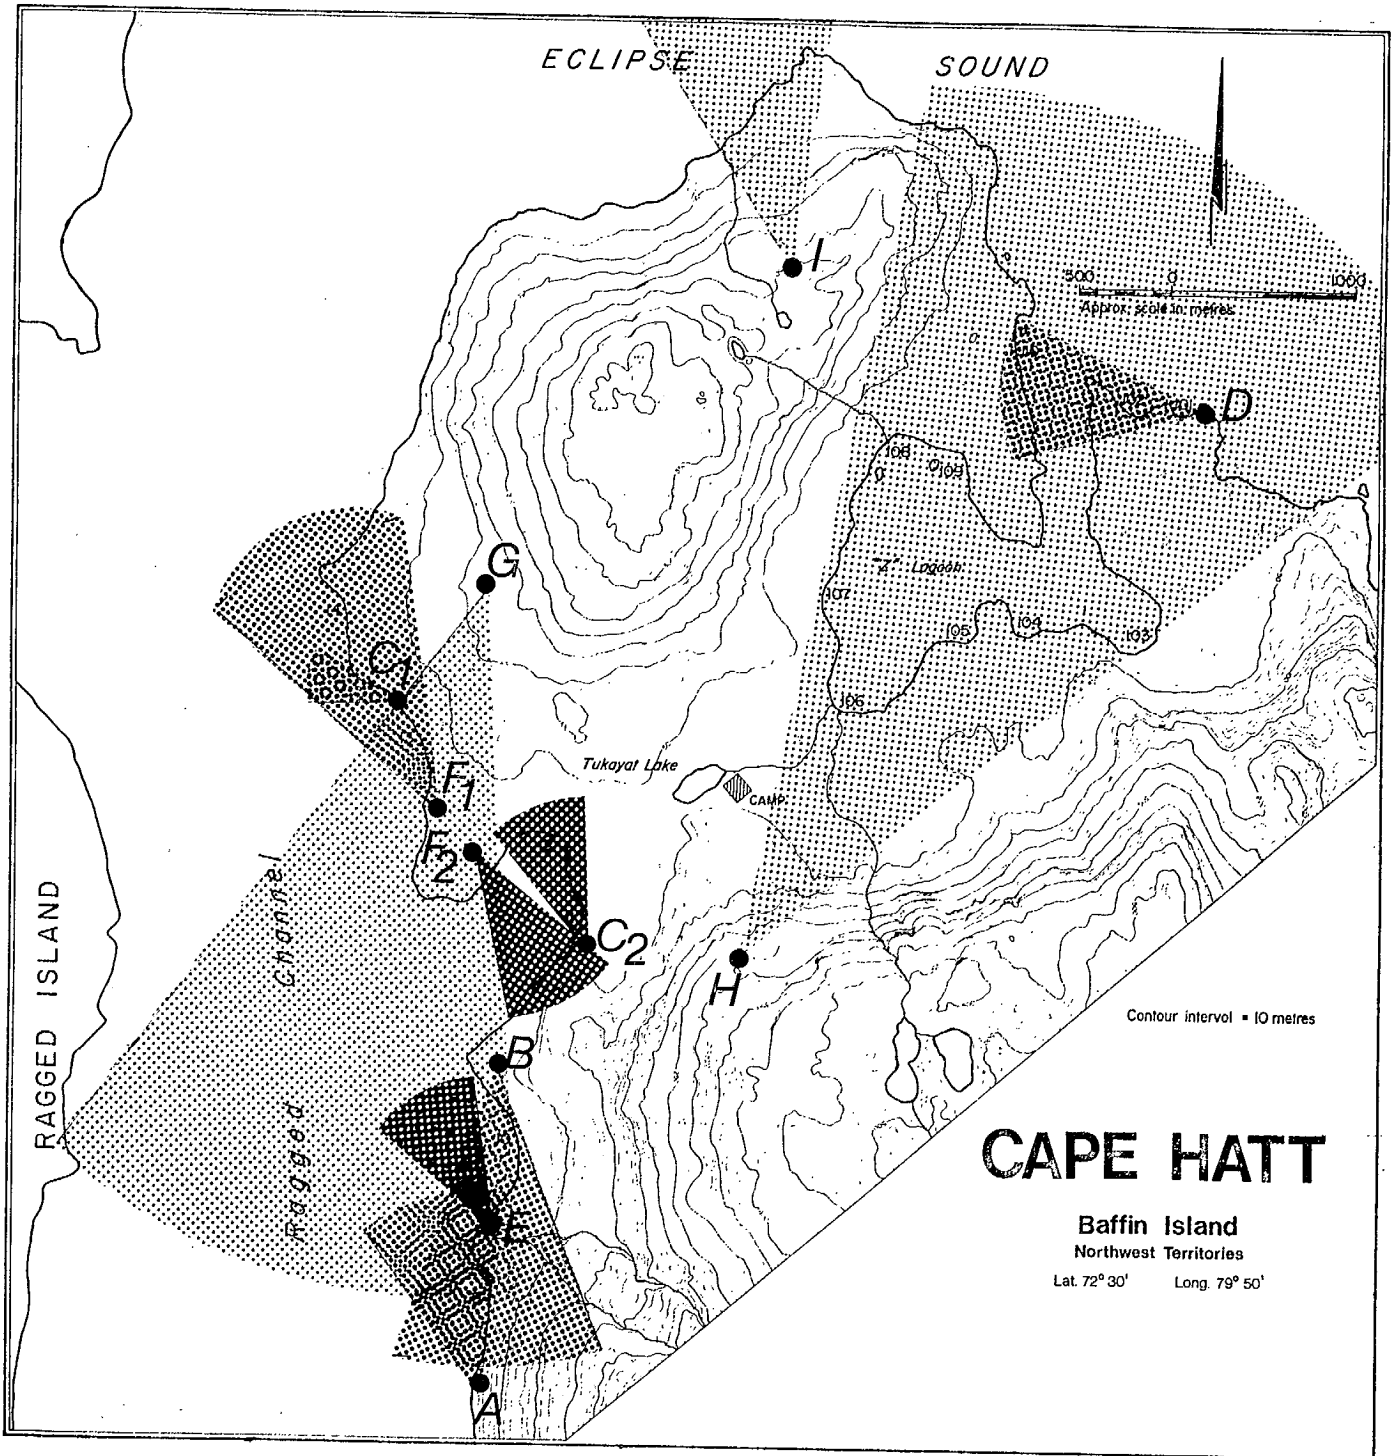 ECLIPSE SOUND
I
500 0 1000
Approx. scale in metres
D
108
109
G
"Z" Lagoon
107
105
104
103
C1
106
Tukayat Lake
CAMP
F1
F2
C2
H
RAGGED ISLAND
Ragged Channel
Contour interval = 10 metres
B
CAPE HATT
E
Baffin Island
Northwest Territories
Lat. 72° 30' Long. 79° 50'
A